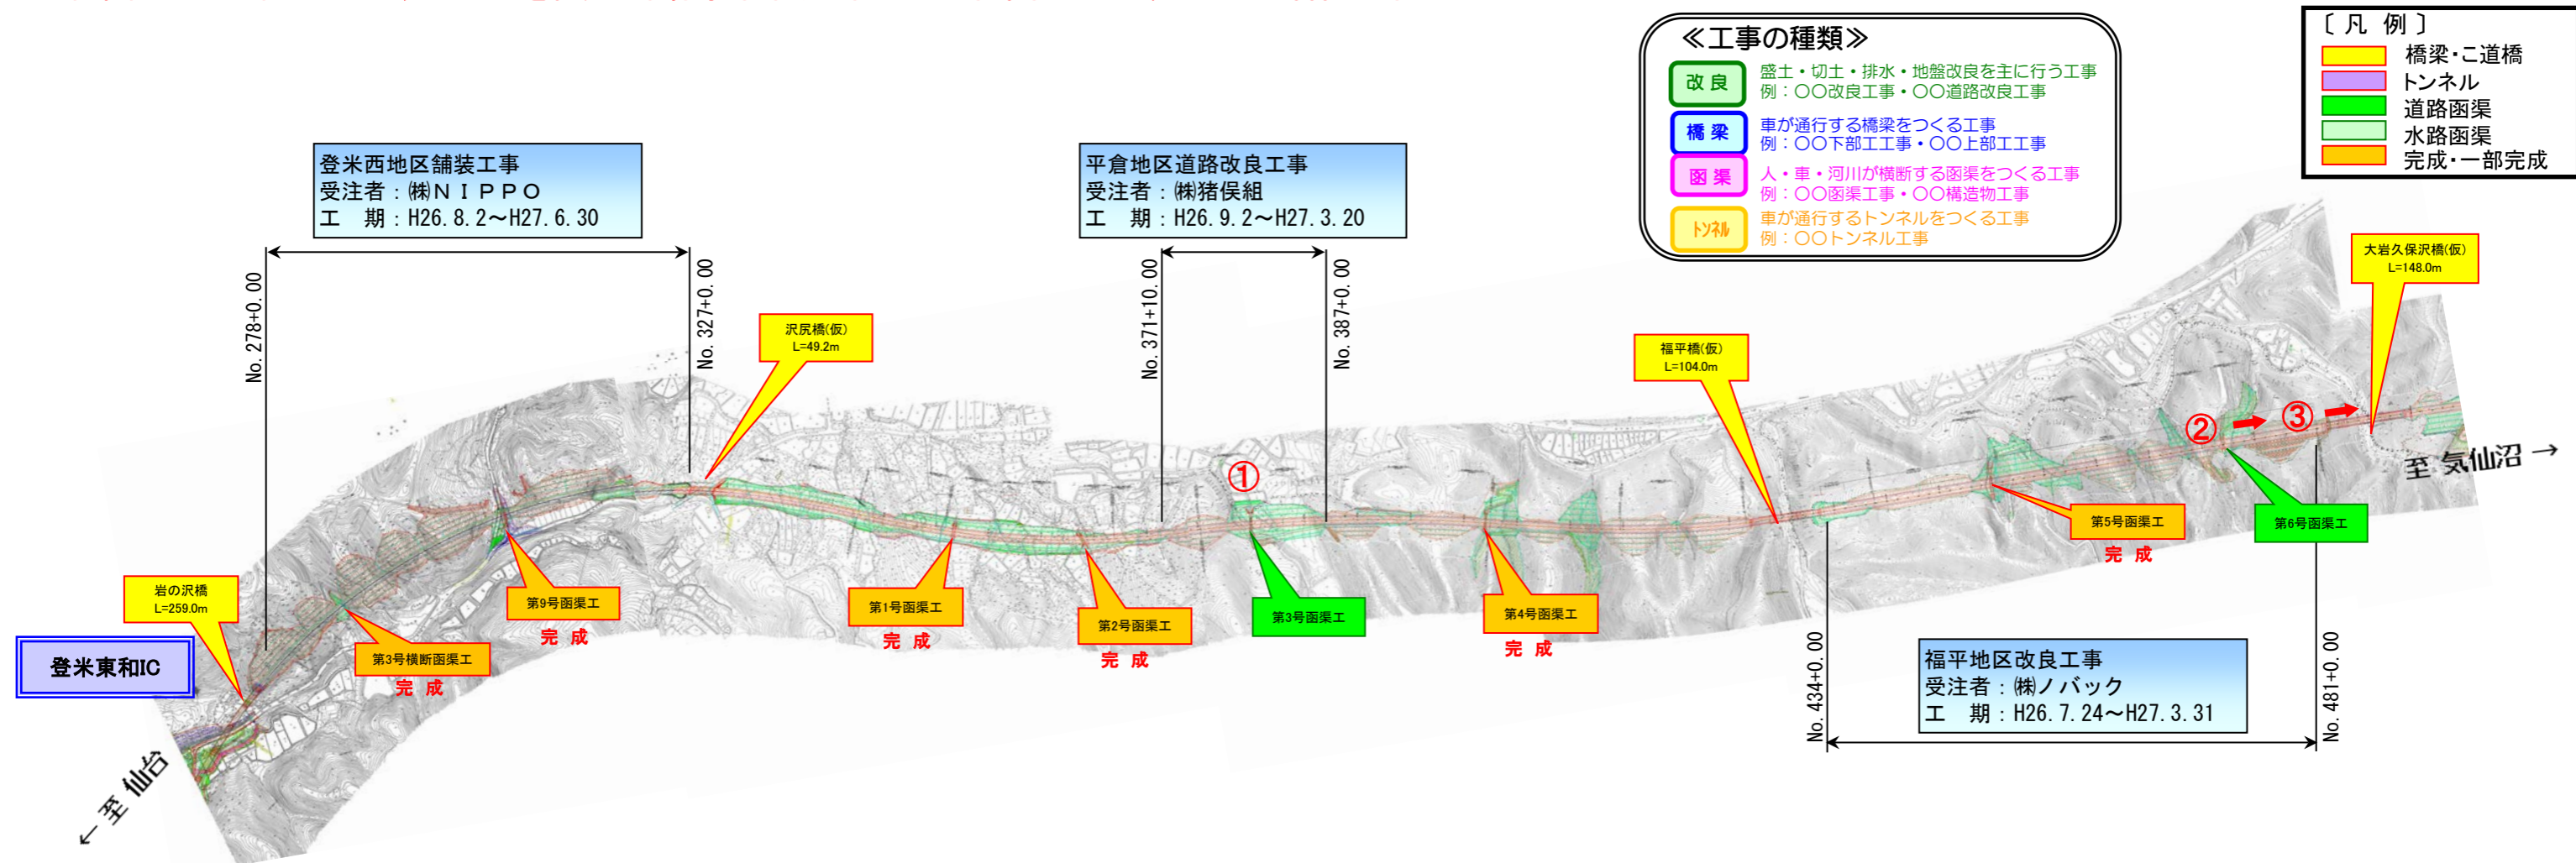 ≪工事の種類≫
改 良
盛土・切土・排水・地盤改良を主に行う工事
例：〇〇改良工事・〇〇道路改良工事
橋 梁
車が通行する橋梁をつくる工事
例：〇〇下部工工事・〇〇上部工工事
函 渠
人・車・河川が横断する函渠をつくる工事
例：〇〇函渠工事・〇〇構造物工事
トンネル
車が通行するトンネルをつくる工事
例：〇〇トンネル工事
〔 凡 例 〕
橋梁・こ道橋
トンネル
道路函渠
水路函渠
完成・一部完成
登米西地区舗装工事
受注者：㈱ＮＩＰＰＯ
工　期：H26.8.2～H27.6.30
平倉地区道路改良工事
受注者：㈱猪俣組
工　期：H26.9.2～H27.3.20
No.278+0.00
No.327+0.00
No.371+10.00
No.387+0.00
大岩久保沢橋(仮)
L=148.0m
沢尻橋(仮)
L=49.2m
福平橋(仮)
L=104.0m
①
②
③
至 気仙沼 →
岩の沢橋
L=259.0m
登米東和IC
← 至 仙台
第3号横断函渠工
完 成
第9号函渠工
完 成
第1号函渠工
完 成
第2号函渠工
完 成
第3号函渠工
第4号函渠工
完 成
第5号函渠工
完 成
第6号函渠工
No.434+0.00
No.481+0.00
福平地区改良工事
受注者：㈱ノバック
工　期：H26.7.24～H27.3.31